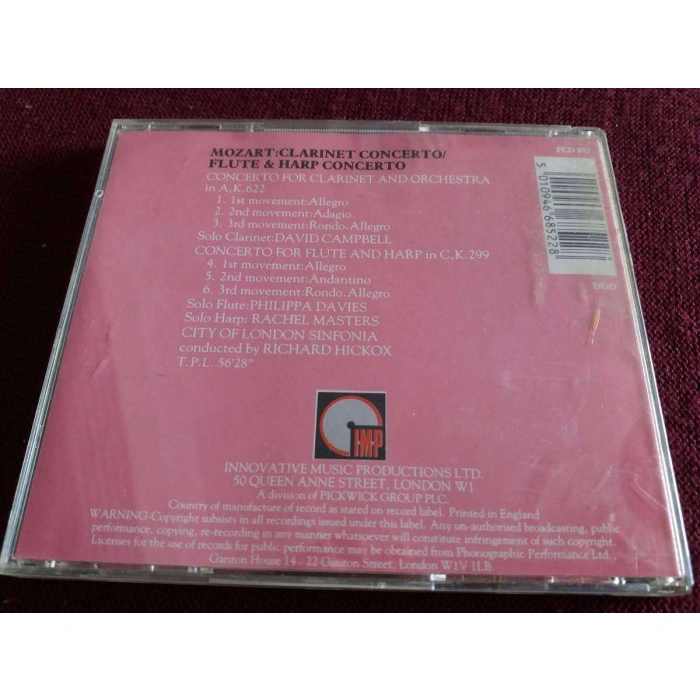 MOZART:CLARINET CONCERTO/
FLUTE & HARP CONCERTO
CONCERTO FOR CLARINET AND ORCHESTRA
in A,K.622
1. 1st movement:Allegro
2. 2nd movement:Adagio
3. 3rd movement:Rondo.Allegro
Solo Clarinet:DAVID CAMPBELL
CONCERTO FOR FLUTE AND HARP in C,K.299
4. 1st movement:Allegro
5. 2nd movement:Andantino
6. 3rd movement:Rondo.Allegro
Solo Flute:PHILIPPA DAVIES
Solo Harp: RACHEL MASTERS
CITY OF LONDON SINFONIA
conducted by RICHARD HICKOX
T.P.L. 56'28"
PCD 852
5 010946 685228
DDD
IMP
INNOVATIVE MUSIC PRODUCTIONS LTD.
50 QUEEN ANNE STREET, LONDON W1
A division of PICKWICK GROUP PLC.
Country of manufacture of record as stated on record label. Printed in England
WARNING-Copyright subsists in all recordings issued under this label. Any un-authorised broadcasting, public
performance, copying, re-recording in any manner whatsoever will constitute infringement of such copyright.
Licenses for the use of records for public performance may be obtained from Phonographic Performance Ltd.,
Ganton House 14 - 22 Ganton Street, London W1V 1LB.